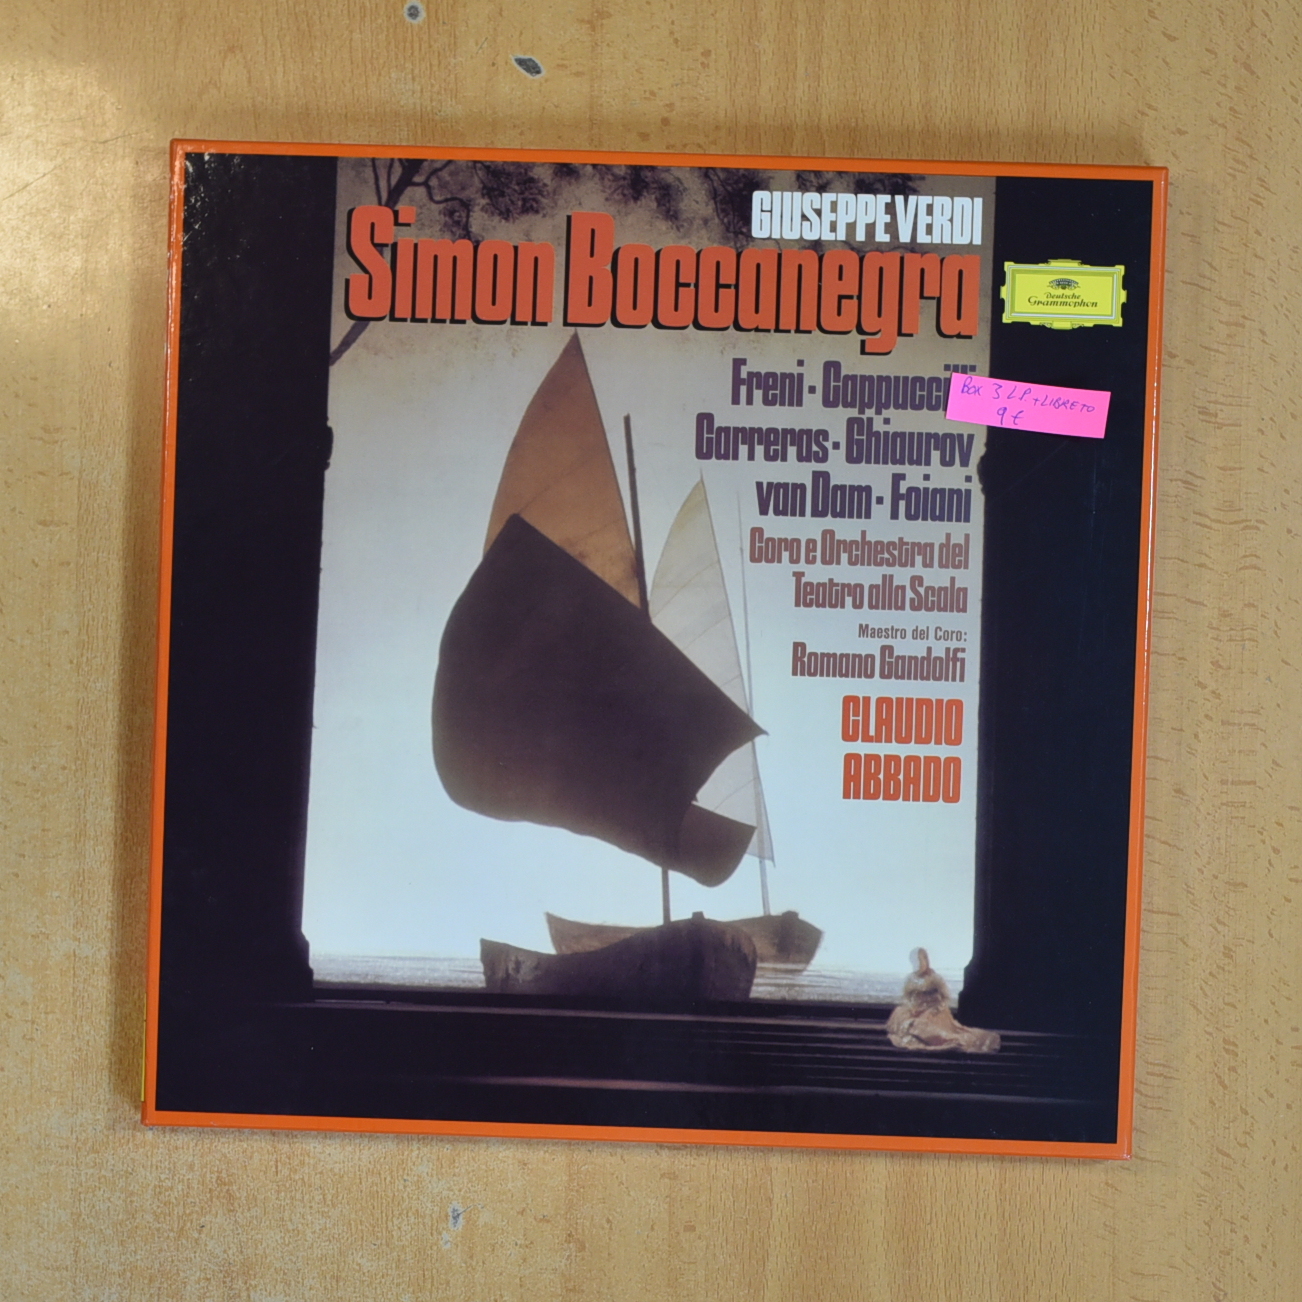 GIUSEPPE VERDI
Simon Boccanegra
Deutsche
Grammophon
Freni · Cappuccilli
BOX 3 LP. + LIBRETO
9 €
Carreras · Ghiaurov
van Dam · Foiani
Coro e Orchestra del
Teatro alla Scala
Maestro del Coro:
Romano Gandolfi
CLAUDIO
ABBADO